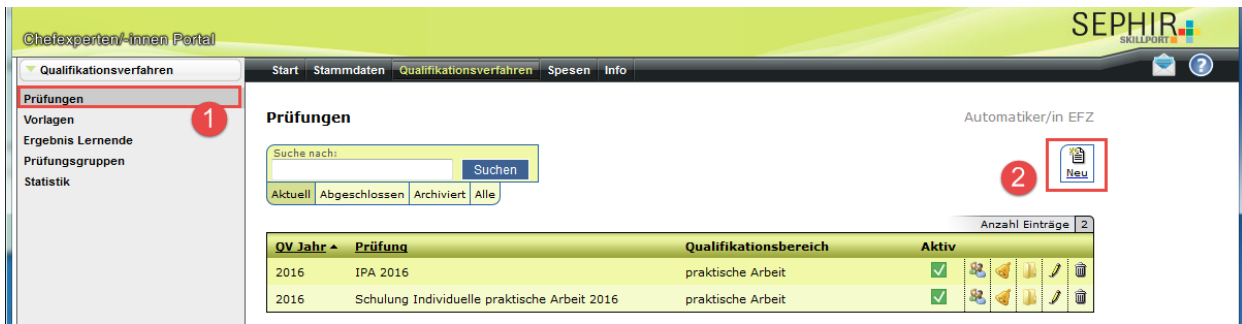 SEPHIR
SKILLPORT
Chefexperten/-innen Portal
Qualifikationsverfahren
Start Stammdaten Qualifikationsverfahren Spesen Info
?
Prüfungen
Vorlagen
Ergebnis Lernende
Prüfungsgruppen
Statistik
1
Prüfungen
Automatiker/in EFZ
Suche nach:
Suchen
Aktuell Abgeschlossen Archiviert Alle
2
Neu
Anzahl Einträge 2
QV Jahr Prüfung Qualifikationsbereich Aktiv
2016 IPA 2016 praktische Arbeit
2016 Schulung Individuelle praktische Arbeit 2016 praktische Arbeit